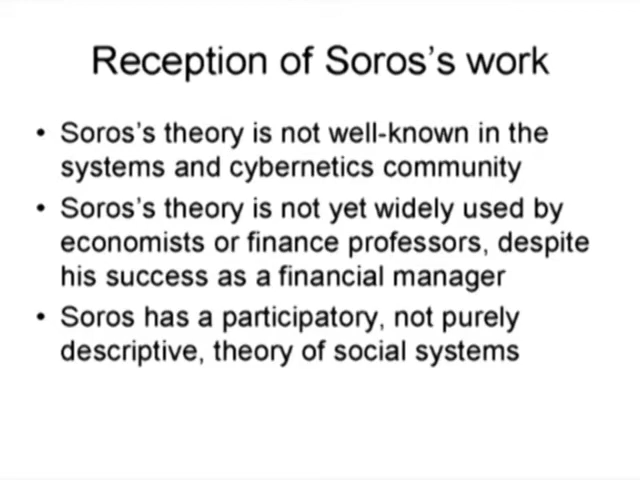 Reception of Soros's work
• Soros's theory is not well-known in the
systems and cybernetics community
• Soros's theory is not yet widely used by
economists or finance professors, despite
his success as a financial manager
• Soros has a participatory, not purely
descriptive, theory of social systems